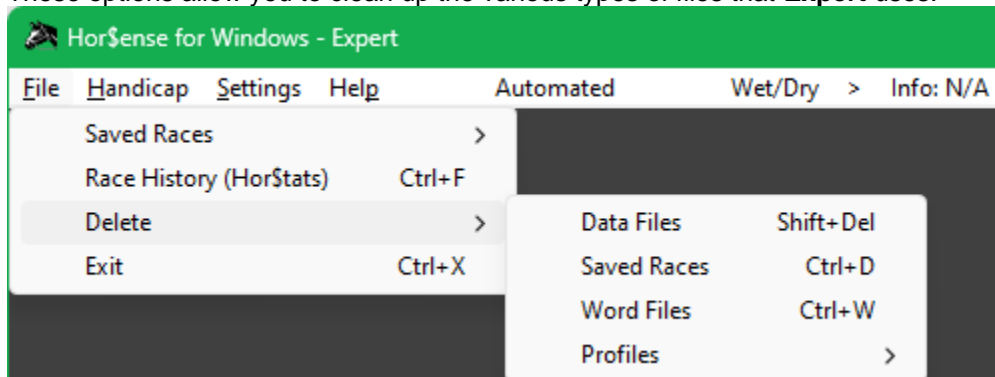 These options allow you to clean up the various types of files that Expert uses.
Hor$ense for Windows - Expert
File Handicap Settings Help Automated Wet/Dry > Info: N/A
Saved Races >
Race History (Hor$tats) Ctrl+F
Delete >
Data Files Shift+Del
Exit Ctrl+X
Saved Races Ctrl+D
Word Files Ctrl+W
Profiles >